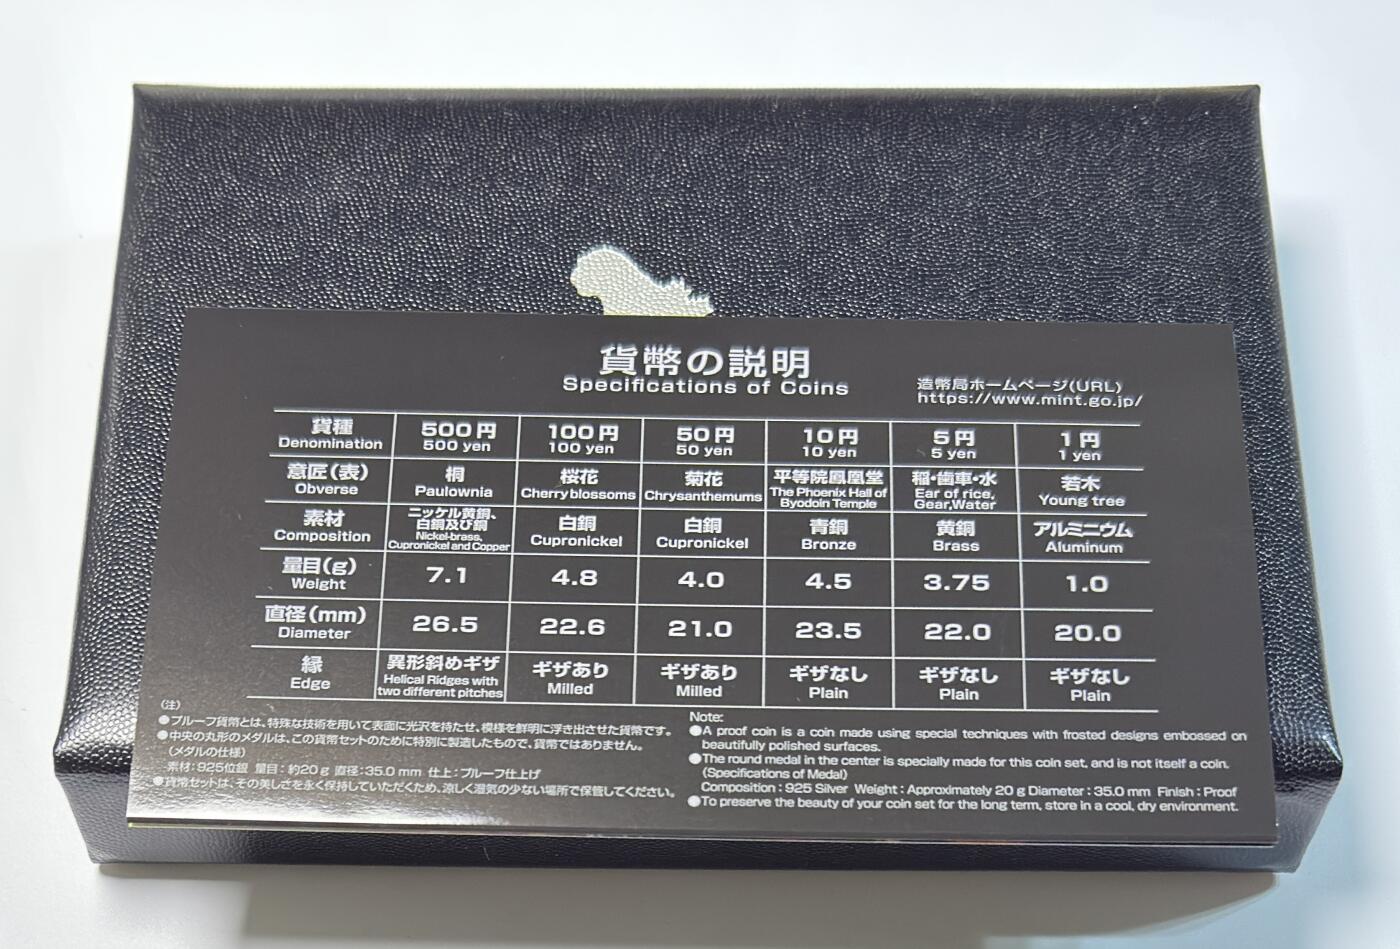 貨幣の説明
Specifications of Coins
造幣局ホームページ(URL)
https://www.mint.go.jp/
貨種
Denomination
500円
500 yen
100円
100 yen
50円
50 yen
10円
10 yen
5円
5 yen
1円
1 yen
意匠(表)
Obverse
桐
Paulownia
桜花
Cherry blossoms
菊花
Chrysanthemums
平等院鳳凰堂
The Phoenix Hall of
Byodoin Temple
稲・歯車・水
Ear of rice,
Gear,Water
若木
Young tree
素材
Composition
ニッケル黄銅、
白銅及び銅
Nickel-brass,
Cupronickel and Copper
白銅
Cupronickel
白銅
Cupronickel
青銅
Bronze
黄銅
Brass
アルミニウム
Aluminum
量目(g)
Weight
7.1
4.8
4.0
4.5
3.75
1.0
直径(mm)
Diameter
26.5
22.6
21.0
23.5
22.0
20.0
縁
Edge
異形斜めギザ
Helical Ridges with
two different pitches
ギザあり
Milled
ギザあり
Milled
ギザなし
Plain
ギザなし
Plain
ギザなし
Plain
(注)
●プルーフ貨幣とは、特殊な技術を用いて表面に光沢を持たせ、模様を鮮明に浮き出させた貨幣です。
●中央の丸形のメダルは、この貨幣セットのために特別に製造したもので、貨幣ではありません。
(メダルの仕様)
素材:925位銀 量目:約20g 直径:35.0mm 仕上:プルーフ仕上げ
●貨幣セットは、その美しさを永く保持していただくため、涼しく湿気の少ない場所で保管してください。
Note:
●A proof coin is a coin made using special techniques with frosted designs embossed on
beautifully polished surfaces.
●The round medal in the center is specially made for this coin set, and is not itself a coin.
(Specifications of Medal)
Composition : 925 Silver Weight : Approximately 20 g Diameter : 35.0 mm Finish : Proof
●To preserve the beauty of your coin set for the long term, store in a cool, dry environment.